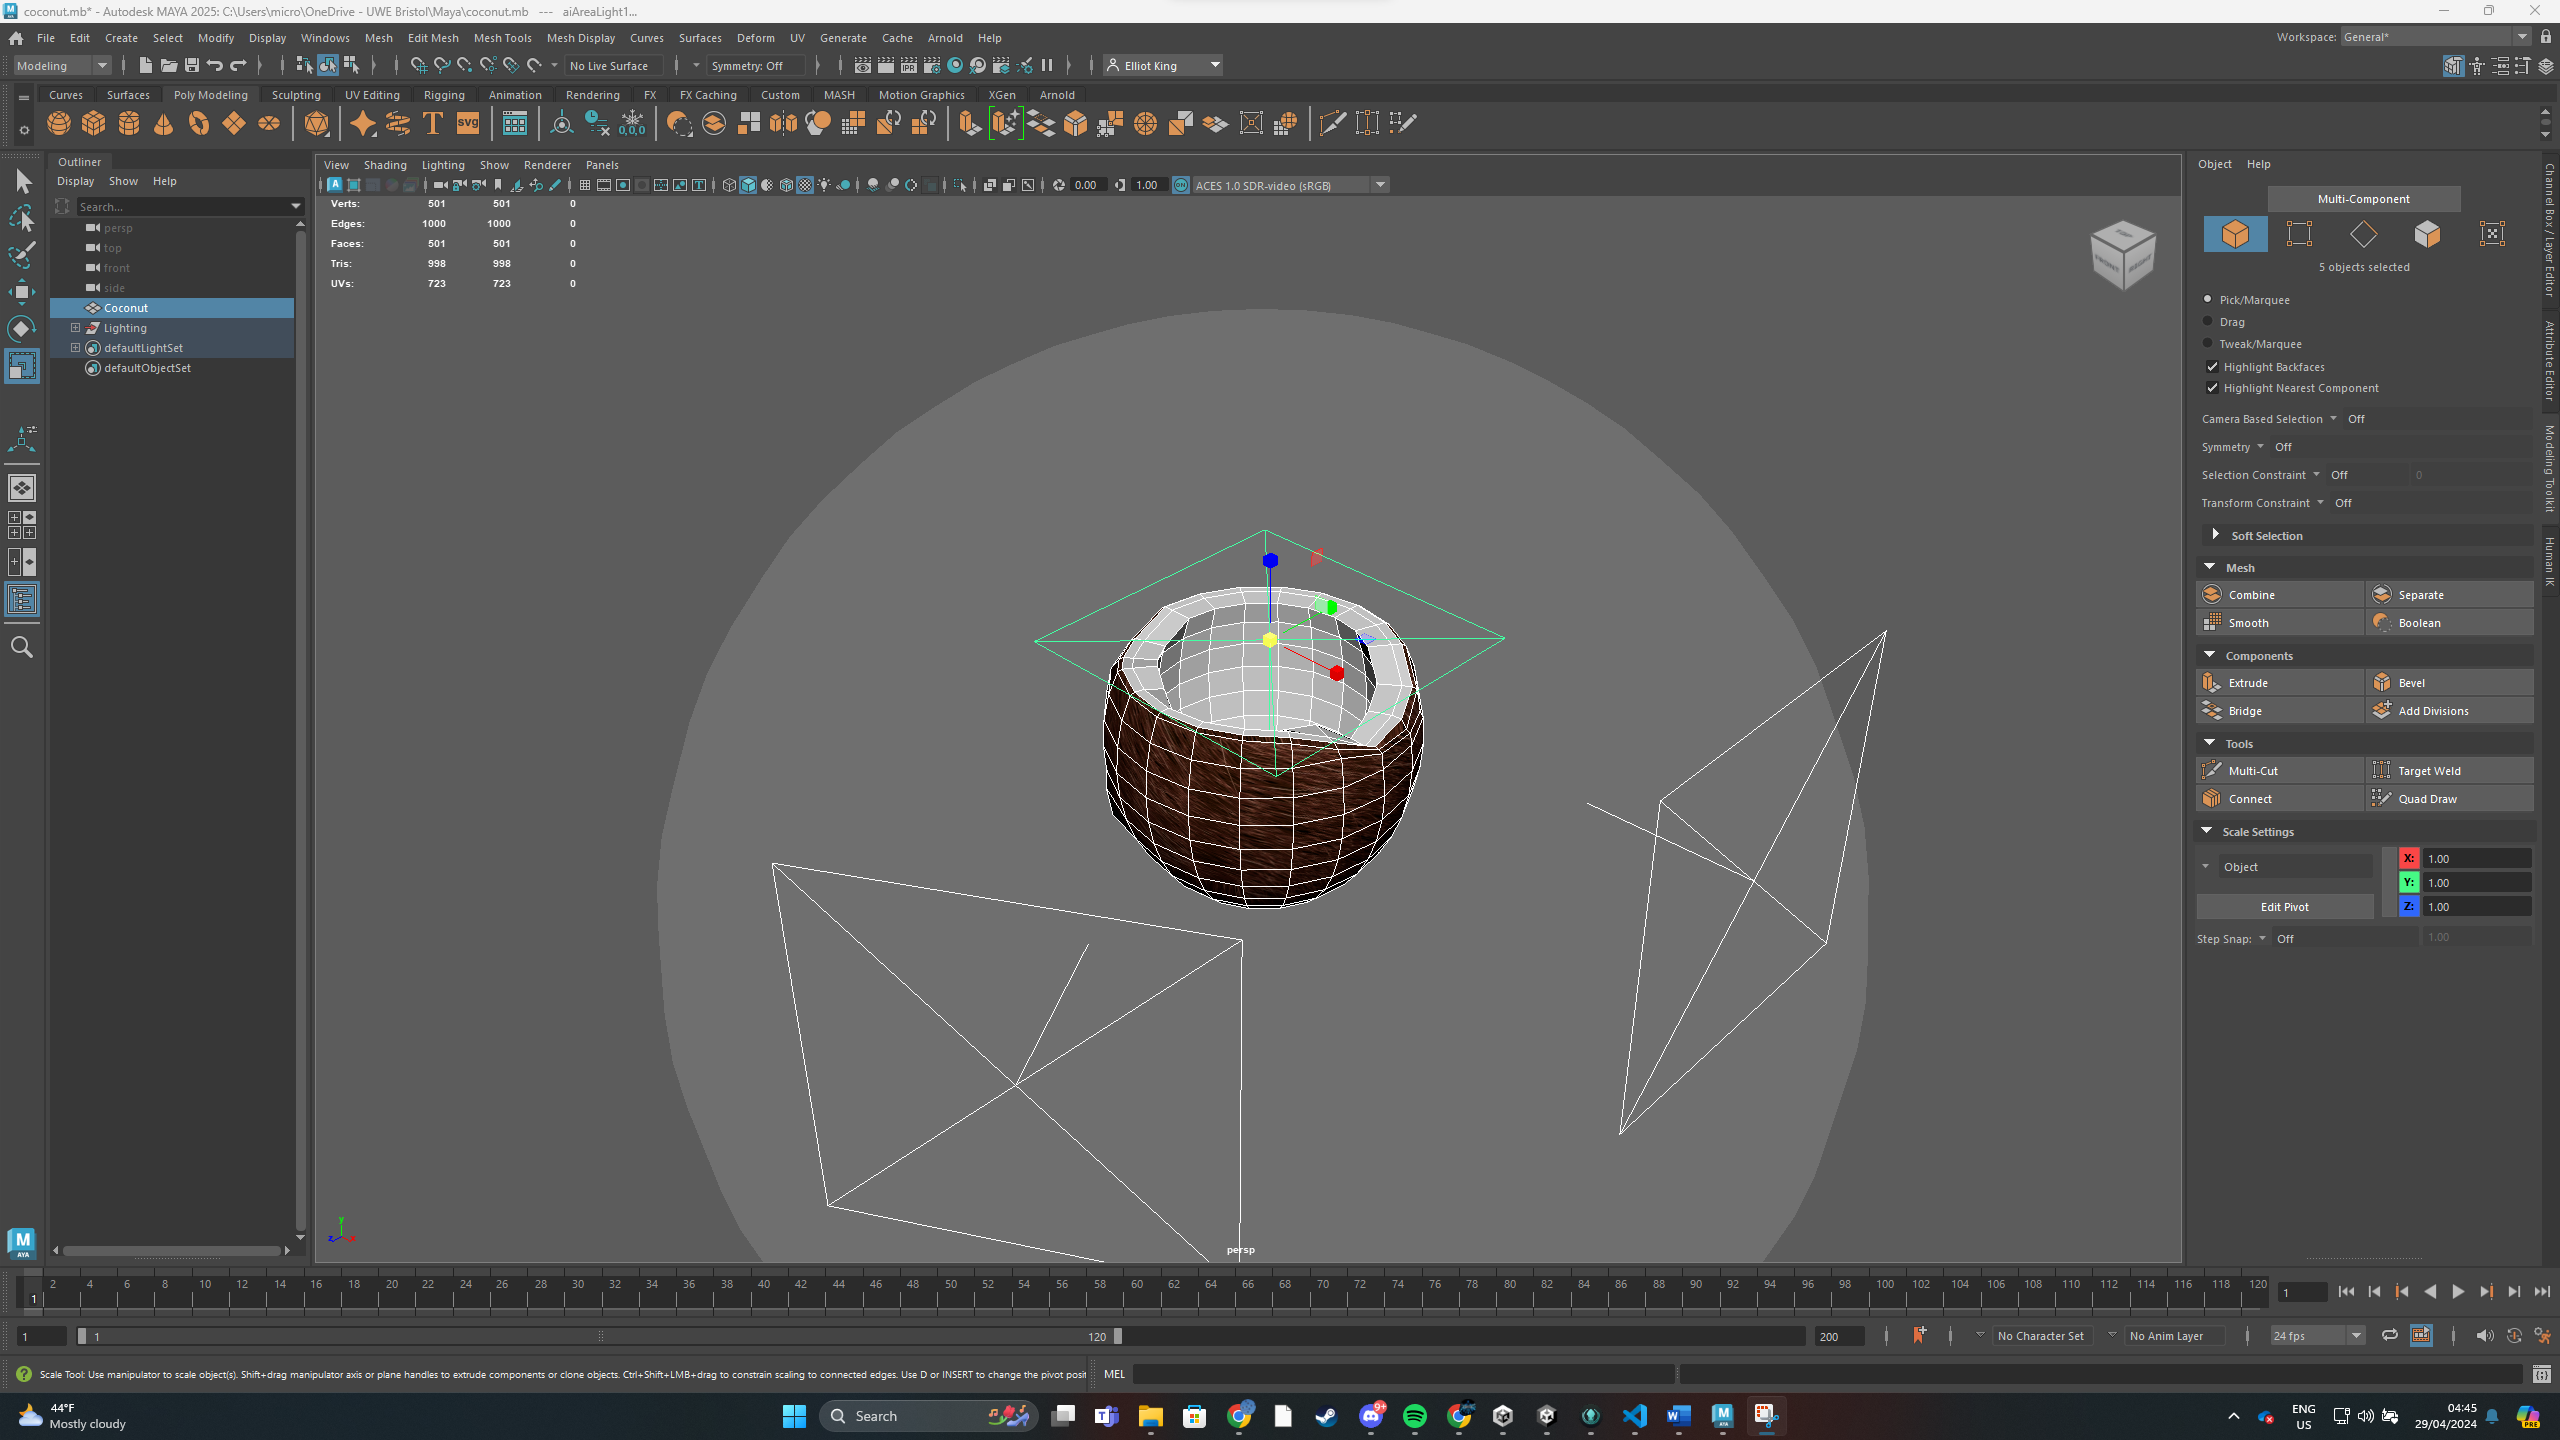 coconut.mb* - Autodesk MAYA 2025: C:\Users\micro\OneDrive - UWE Bristol\Maya\coconut.mb --- aiAreaLight1...
File Edit Create Select Modify Display Windows Mesh Edit Mesh Mesh Tools Mesh Display Curves Surfaces Deform UV Generate Cache Arnold Help
Workspace: General*
Modeling No Live Surface Symmetry: Off IPR Elliot King
Curves Surfaces Poly Modeling Sculpting UV Editing Rigging Animation Rendering FX FX Caching Custom MASH Motion Graphics XGen Arnold
T SVG 0,0,0
Outliner
Display Show Help
Search...
persp
top
front
side
Coconut
Lighting
defaultLightSet
defaultObjectSet
View Shading Lighting Show Renderer Panels
0.00 1.00 ACES 1.0 SDR-video (sRGB)
Verts: 501 501 0
Edges: 1000 1000 0
Faces: 501 501 0
Tris: 998 998 0
UVs: 723 723 0
TOP
FRONT RIGHT
y
z x
persp
Object Help
Multi-Component
5 objects selected
Pick/Marquee
Drag
Tweak/Marquee
Highlight Backfaces
Highlight Nearest Component
Camera Based Selection Off
Symmetry Off
Selection Constraint Off 0
Transform Constraint Off
Soft Selection
Mesh
Combine Separate
Smooth Boolean
Components
Extrude Bevel
Bridge Add Divisions
Tools
Multi-Cut Target Weld
Connect Quad Draw
Scale Settings
Object
X: 1.00
Y: 1.00
Z: 1.00
Edit Pivot
Step Snap: Off 1.00
Channel Box / Layer Editor
Attribute Editor
Modeling Toolkit
Human IK
M
AYA
2 4 6 8 10 12 14 16 18 20 22 24 26 28 30 32 34 36 38 40 42 44 46 48 50 52 54 56 58 60 62 64 66 68 70 72 74 76 78 80 82 84 86 88 90 92 94 96 98 100 102 104 106 108 110 112 114 116 118 120
1 1
1 1 120 200 No Character Set No Anim Layer 24 fps
Scale Tool: Use manipulator to scale object(s). Shift+drag manipulator axis or plane handles to extrude components or clone objects. Ctrl+Shift+LMB+drag to constrain scaling to connected edges. Use D or INSERT to change the pivot posit
MEL
44°F
Mostly cloudy
Search
9+
ENG
US
04:45
29/04/2024
PRE